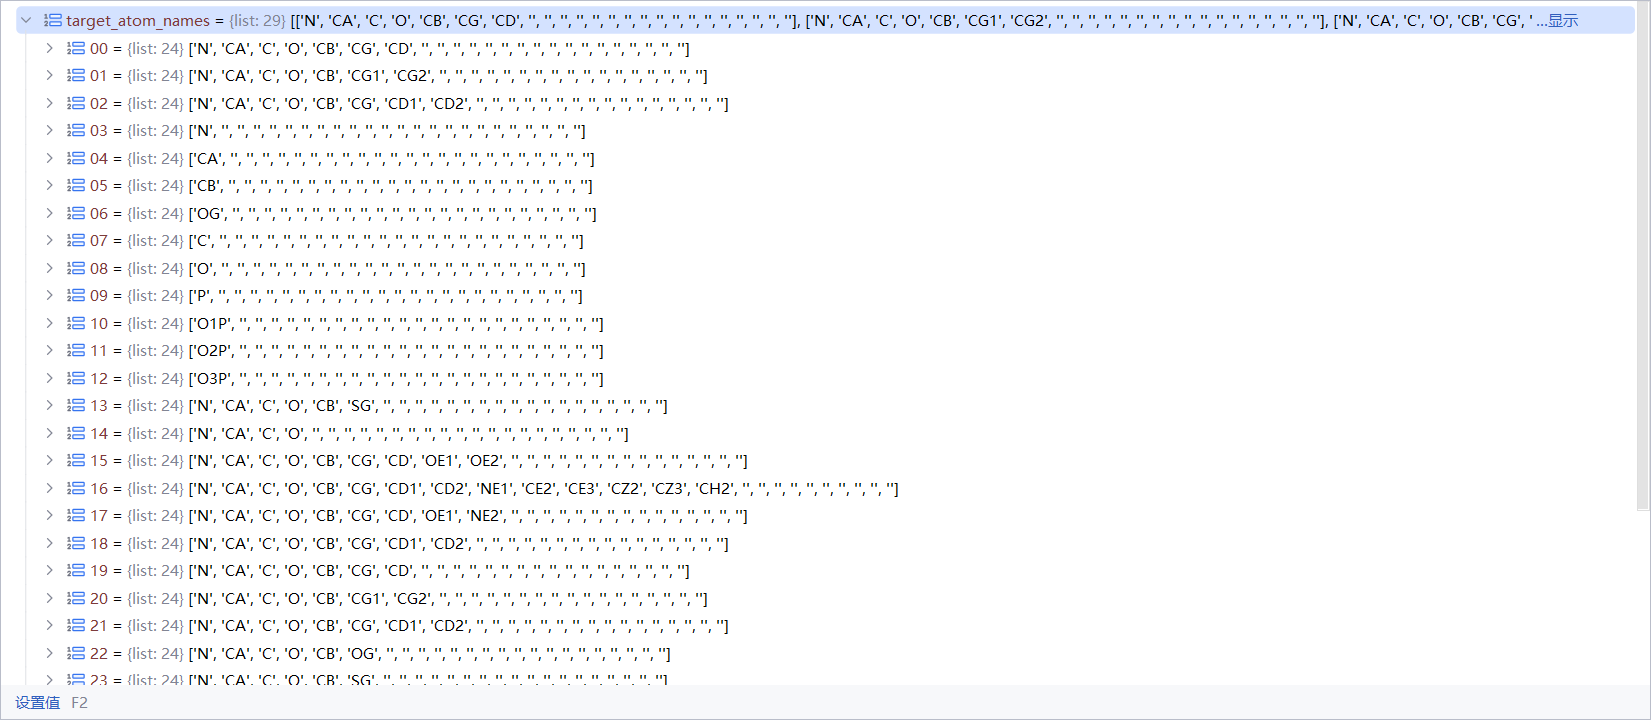 target_atom_names = {list: 29} [['N', 'CA', 'C', 'O', 'CB', 'CG', 'CD', '', '', '', '', '', '', '', '', '', '', '', '', '', '', '', '', ''], ['N', 'CA', 'C', 'O', 'CB', 'CG1', 'CG2', '', '', '', '', '', '', '', '', '', '', '', '', '', '', '', '', ''], ['N', 'CA', 'C', 'O', 'CB', 'CG', ' ...显示
00 = {list: 24} ['N', 'CA', 'C', 'O', 'CB', 'CG', 'CD', '', '', '', '', '', '', '', '', '', '', '', '', '', '', '', '', '']
01 = {list: 24} ['N', 'CA', 'C', 'O', 'CB', 'CG1', 'CG2', '', '', '', '', '', '', '', '', '', '', '', '', '', '', '', '', '']
02 = {list: 24} ['N', 'CA', 'C', 'O', 'CB', 'CG', 'CD1', 'CD2', '', '', '', '', '', '', '', '', '', '', '', '', '', '', '', '']
03 = {list: 24} ['N', '', '', '', '', '', '', '', '', '', '', '', '', '', '', '', '', '', '', '', '', '', '', '']
04 = {list: 24} ['CA', '', '', '', '', '', '', '', '', '', '', '', '', '', '', '', '', '', '', '', '', '', '', '']
05 = {list: 24} ['CB', '', '', '', '', '', '', '', '', '', '', '', '', '', '', '', '', '', '', '', '', '', '', '']
06 = {list: 24} ['OG', '', '', '', '', '', '', '', '', '', '', '', '', '', '', '', '', '', '', '', '', '', '', '']
07 = {list: 24} ['C', '', '', '', '', '', '', '', '', '', '', '', '', '', '', '', '', '', '', '', '', '', '', '']
08 = {list: 24} ['O', '', '', '', '', '', '', '', '', '', '', '', '', '', '', '', '', '', '', '', '', '', '', '']
09 = {list: 24} ['P', '', '', '', '', '', '', '', '', '', '', '', '', '', '', '', '', '', '', '', '', '', '', '']
10 = {list: 24} ['O1P', '', '', '', '', '', '', '', '', '', '', '', '', '', '', '', '', '', '', '', '', '', '', '']
11 = {list: 24} ['O2P', '', '', '', '', '', '', '', '', '', '', '', '', '', '', '', '', '', '', '', '', '', '', '']
12 = {list: 24} ['O3P', '', '', '', '', '', '', '', '', '', '', '', '', '', '', '', '', '', '', '', '', '', '', '']
13 = {list: 24} ['N', 'CA', 'C', 'O', 'CB', 'SG', '', '', '', '', '', '', '', '', '', '', '', '', '', '', '', '', '', '']
14 = {list: 24} ['N', 'CA', 'C', 'O', '', '', '', '', '', '', '', '', '', '', '', '', '', '', '', '', '', '', '', '']
15 = {list: 24} ['N', 'CA', 'C', 'O', 'CB', 'CG', 'CD', 'OE1', 'OE2', '', '', '', '', '', '', '', '', '', '', '', '', '', '', '']
16 = {list: 24} ['N', 'CA', 'C', 'O', 'CB', 'CG', 'CD1', 'CD2', 'NE1', 'CE2', 'CE3', 'CZ2', 'CZ3', 'CH2', '', '', '', '', '', '', '', '', '', '']
17 = {list: 24} ['N', 'CA', 'C', 'O', 'CB', 'CG', 'CD', 'OE1', 'NE2', '', '', '', '', '', '', '', '', '', '', '', '', '', '', '']
18 = {list: 24} ['N', 'CA', 'C', 'O', 'CB', 'CG', 'CD1', 'CD2', '', '', '', '', '', '', '', '', '', '', '', '', '', '', '', '']
19 = {list: 24} ['N', 'CA', 'C', 'O', 'CB', 'CG', 'CD', '', '', '', '', '', '', '', '', '', '', '', '', '', '', '', '', '']
20 = {list: 24} ['N', 'CA', 'C', 'O', 'CB', 'CG1', 'CG2', '', '', '', '', '', '', '', '', '', '', '', '', '', '', '', '', '']
21 = {list: 24} ['N', 'CA', 'C', 'O', 'CB', 'CG', 'CD1', 'CD2', '', '', '', '', '', '', '', '', '', '', '', '', '', '', '', '']
22 = {list: 24} ['N', 'CA', 'C', 'O', 'CB', 'OG', '', '', '', '', '', '', '', '', '', '', '', '', '', '', '', '', '', '']
23 = {list: 24} ['N', 'CA', 'C', 'O', 'CB', 'SG', '', '', '', '', '', '', '', '', '', '', '', '', '', '', '', '', '', '']
设置值 F2